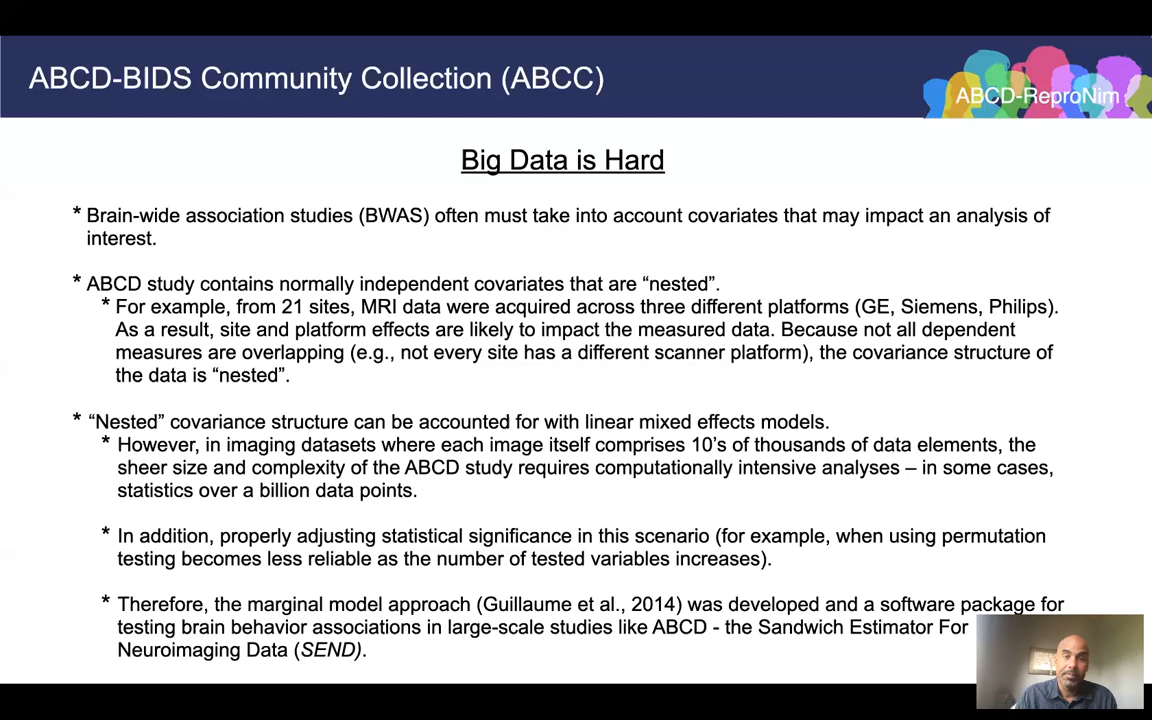 ABCD-BIDS Community Collection (ABCC)
ABCD-ReproNim
Big Data is Hard
* Brain-wide association studies (BWAS) often must take into account covariates that may impact an analysis of
interest.
* ABCD study contains normally independent covariates that are “nested”.
* For example, from 21 sites, MRI data were acquired across three different platforms (GE, Siemens, Philips).
As a result, site and platform effects are likely to impact the measured data. Because not all dependent
measures are overlapping (e.g., not every site has a different scanner platform), the covariance structure of
the data is “nested”.
* “Nested” covariance structure can be accounted for with linear mixed effects models.
* However, in imaging datasets where each image itself comprises 10’s of thousands of data elements, the
sheer size and complexity of the ABCD study requires computationally intensive analyses – in some cases,
statistics over a billion data points.
* In addition, properly adjusting statistical significance in this scenario (for example, when using permutation
testing becomes less reliable as the number of tested variables increases).
* Therefore, the marginal model approach (Guillaume et al., 2014) was developed and a software package for
testing brain behavior associations in large-scale studies like ABCD - the Sandwich Estimator For
Neuroimaging Data (SEND).